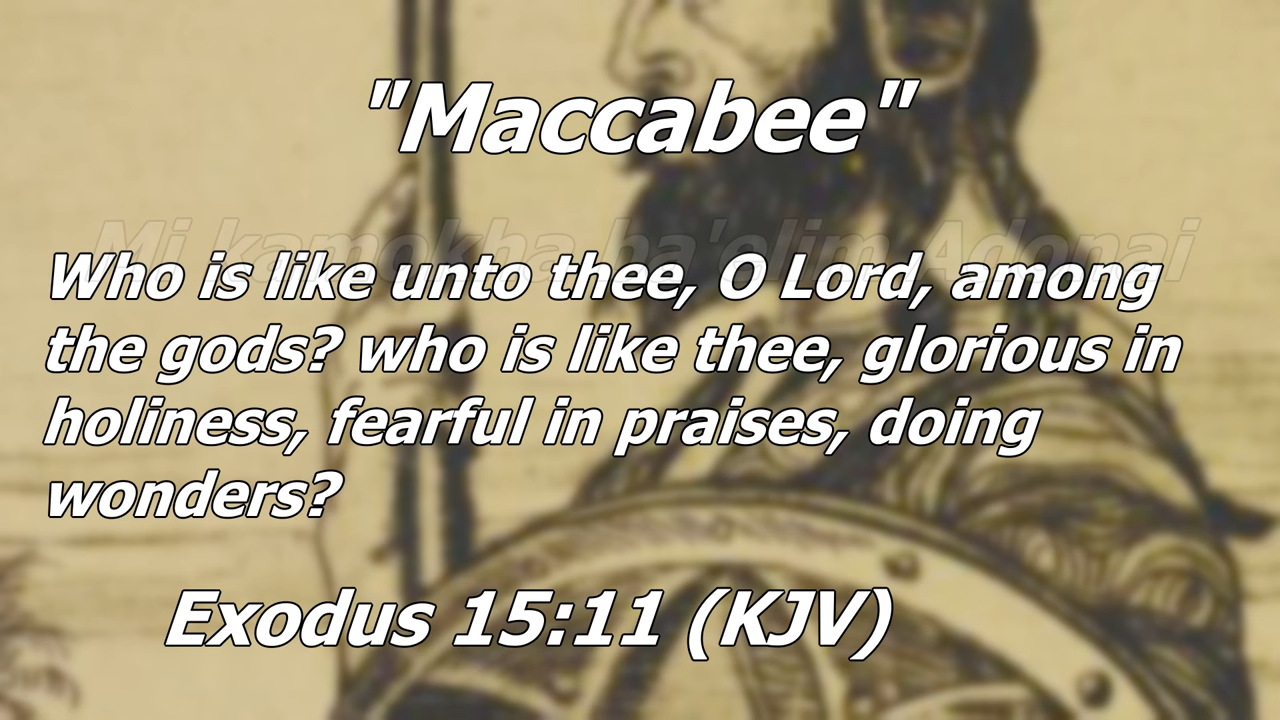 "Maccabee"
Mi kamokha ba'elim Adonai
Who is like unto thee, O Lord, among
the gods? who is like thee, glorious in
holiness, fearful in praises, doing
wonders?
Exodus 15:11 (KJV)